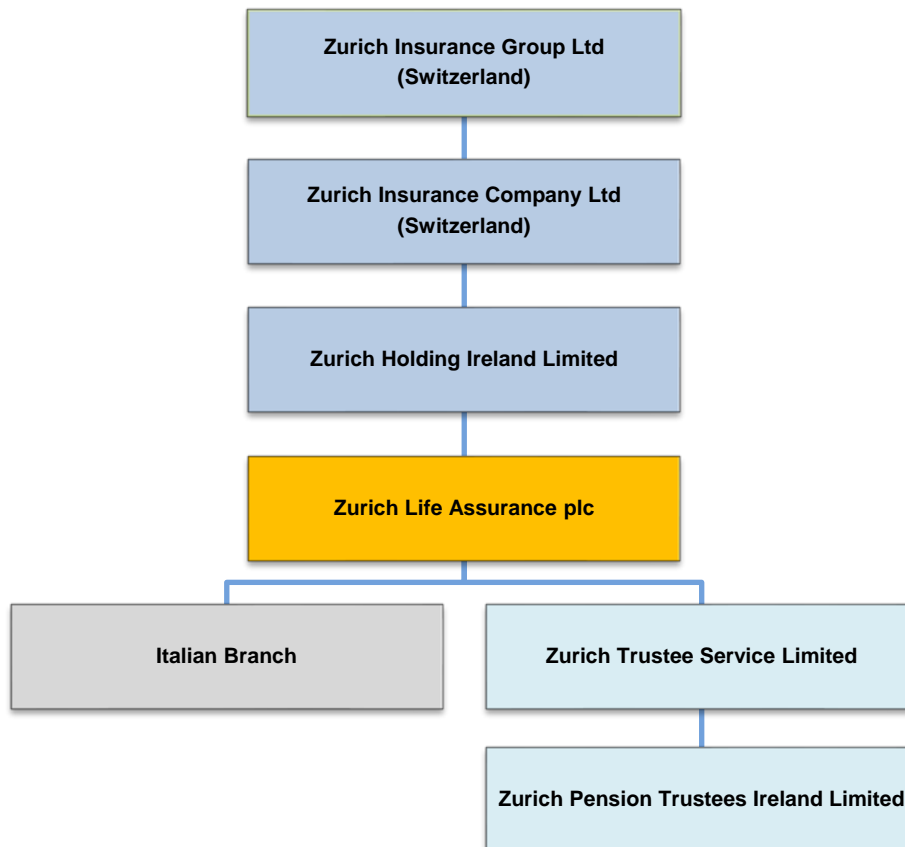 Zurich Insurance Group Ltd
(Switzerland)
Zurich Insurance Company Ltd
(Switzerland)
Zurich Holding Ireland Limited
Zurich Life Assurance plc
Italian Branch
Zurich Trustee Service Limited
Zurich Pension Trustees Ireland Limited